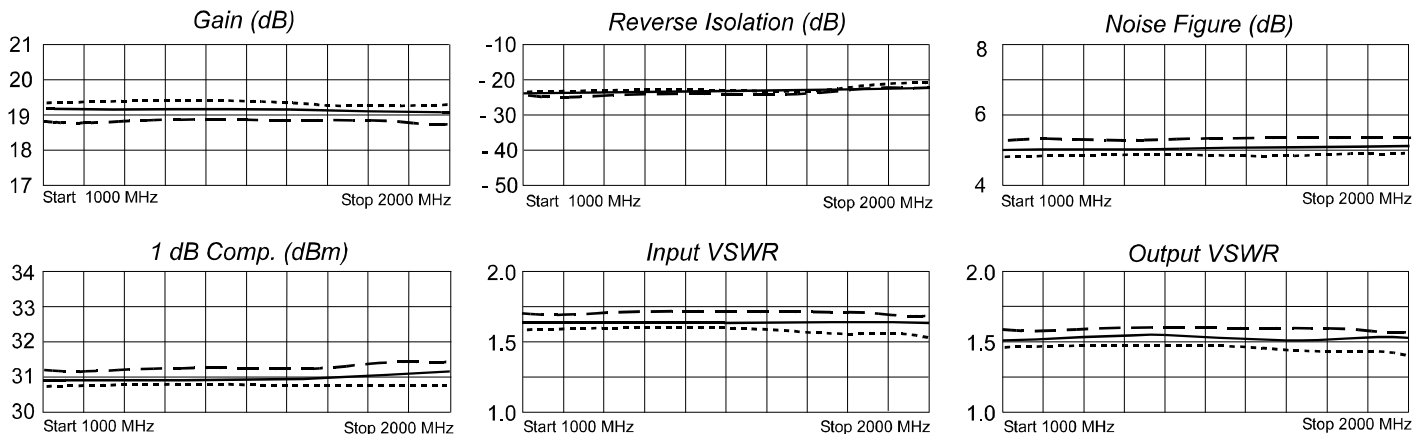 Gain (dB)
21
20
19
18
17
Start 1000 MHz
Stop 2000 MHz
Reverse Isolation (dB)
-10
- 20
- 30
- 40
- 50
Start 1000 MHz
Stop 2000 MHz
Noise Figure (dB)
8
6
4
Start 1000 MHz
Stop 2000 MHz
1 dB Comp. (dBm)
34
33
32
31
30
Start 1000 MHz
Stop 2000 MHz
Input VSWR
2.0
1.5
1.0
Start 1000 MHz
Stop 2000 MHz
Output VSWR
2.0
1.5
1.0
Start 1000 MHz
Stop 2000 MHz